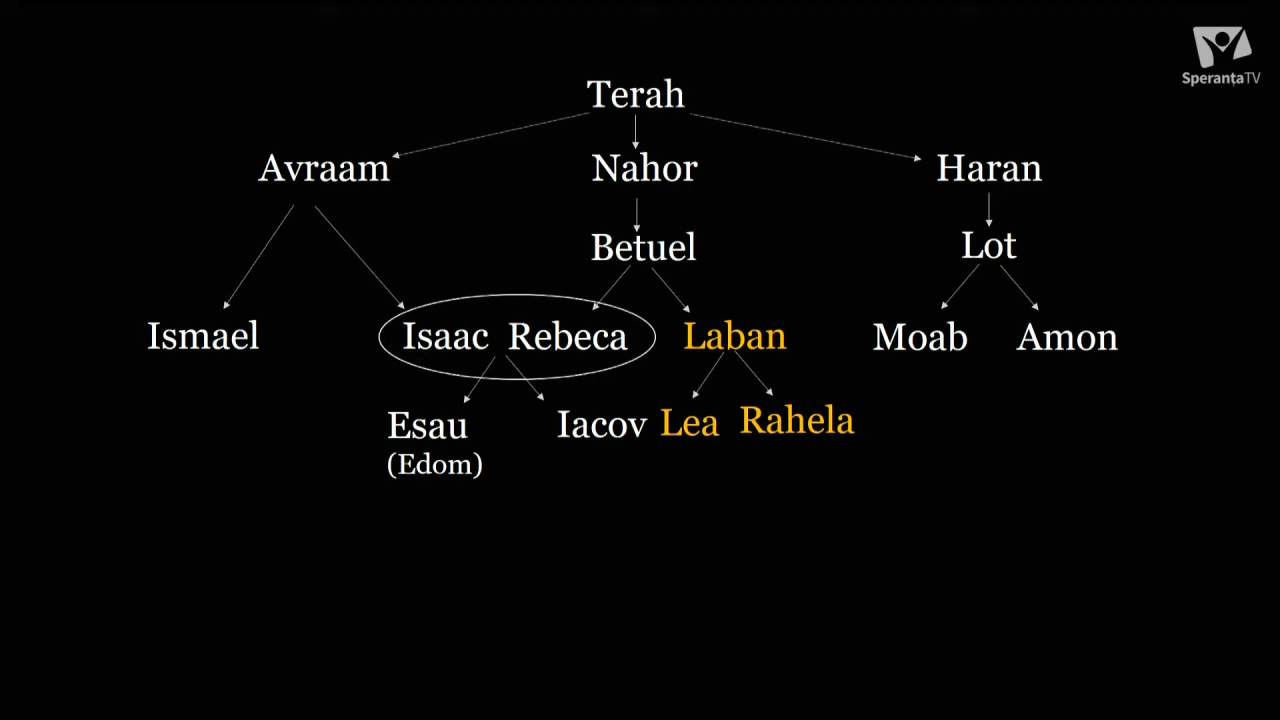 SperanțaTV
Terah
Avraam Nahor Haran
Betuel Lot
Ismael Isaac Rebeca Laban Moab Amon
Esau Iacov Lea Rahela
(Edom)